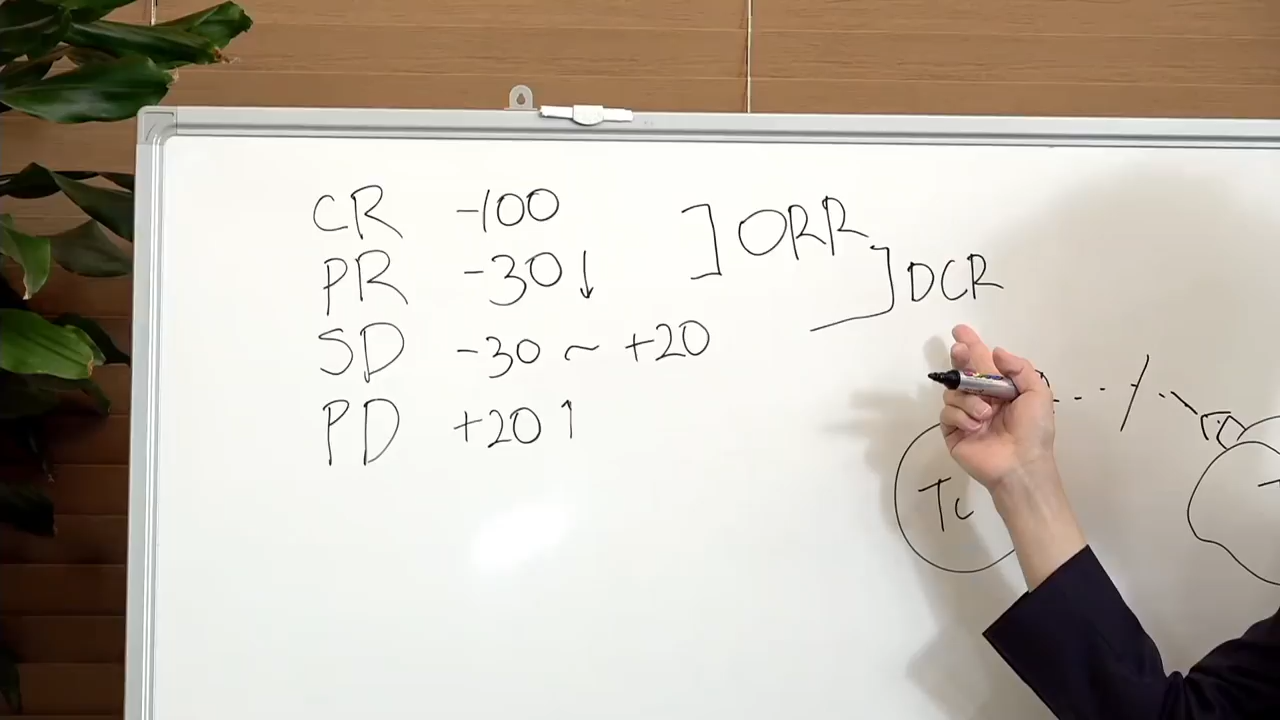 CR -100
PR -30↓
] ORR
SD -30 ~ +20
] DCR
PD +20↑
Tc